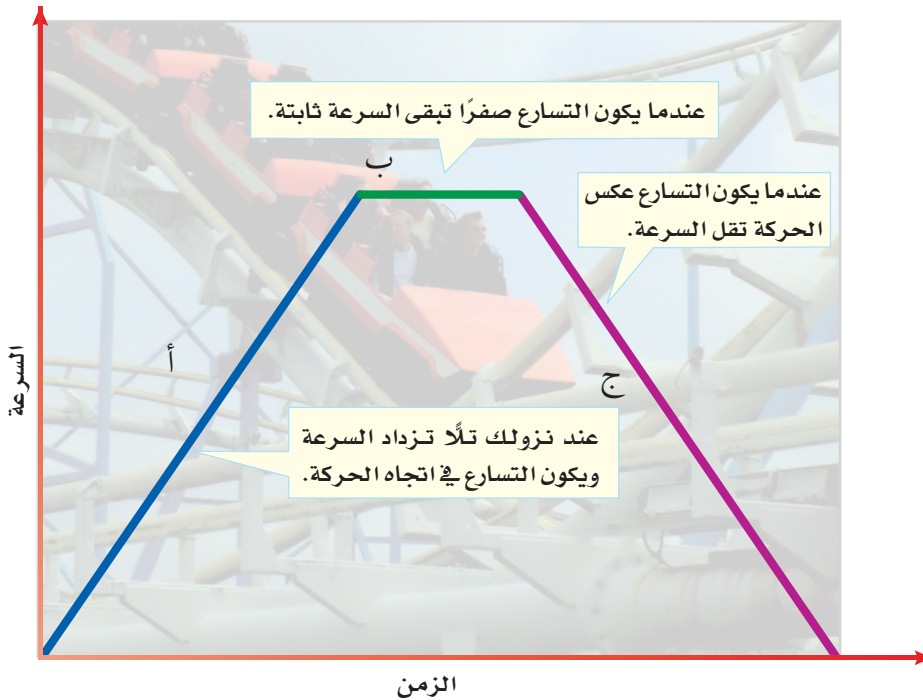 عندما يكون التسارع صفرًا تبقى السرعة ثابتة.
ب
عندما يكون التسارع عكس
الحركة تقل السرعة.
أ
ج
السرعة
عند نزولك تلًّا تزداد السرعة
ويكون التسارع في اتجاه الحركة.
الزمن